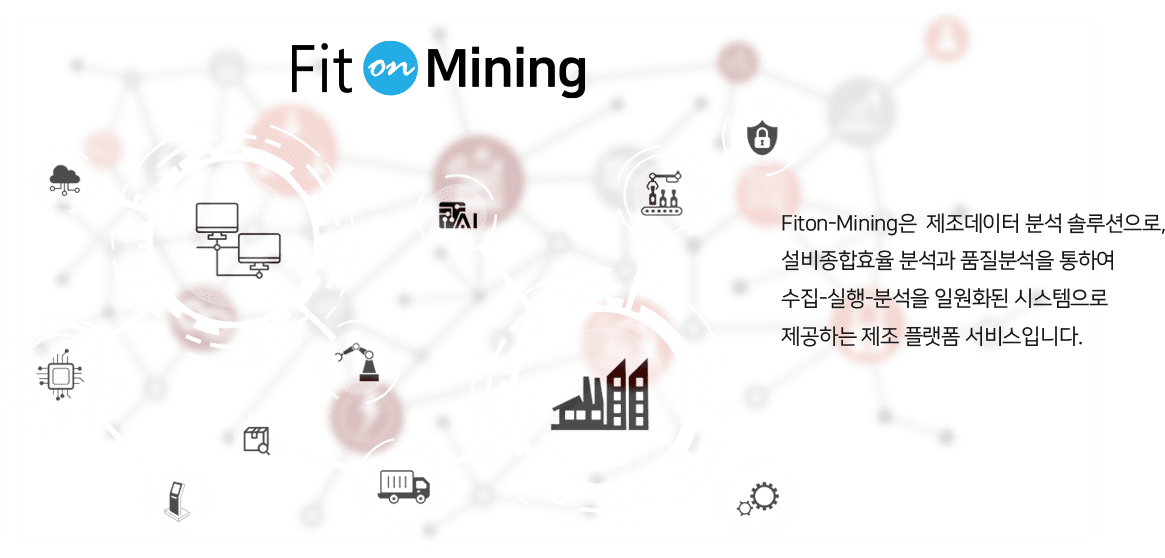 Fit on Mining
AI
Fiton-Mining은 제조데이터 분석 솔루션으로,
설비종합효율 분석과 품질분석을 통하여
수집-실행-분석을 일원화된 시스템으로
제공하는 제조 플랫폼 서비스입니다.